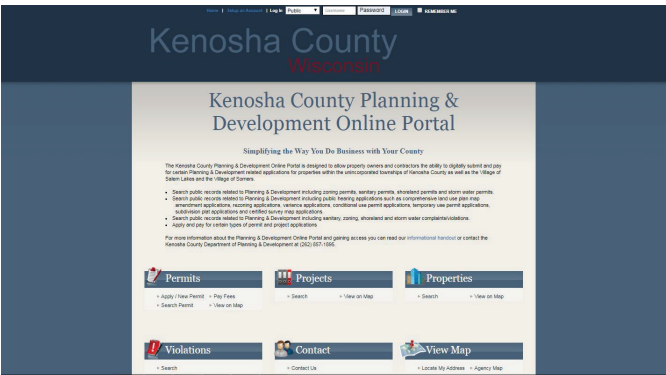 Home | Setup an Account | Log In Public Username Password LOGIN REMEMBER ME
Kenosha County
Wisconsin
Kenosha County Planning &
Development Online Portal
Simplifying the Way You Do Business with Your County
The Kenosha County Planning & Development Online Portal is designed to allow property owners and contractors the ability to digitally submit and pay
for certain Planning & Development related applications for properties within the unincorporated townships of Kenosha County as well as the Village of
Salem Lakes and the Village of Somers.
• Search public records related to Planning & Development including zoning permits, sanitary permits, shoreland permits and storm water permits.
• Search public records related to Planning & Development including public hearing applications such as comprehensive land use plan map
amendment applications, rezoning applications, variance applications, conditional use permit applications, temporary use permit applications,
subdivision plat applications and certified survey map applications.
• Search public records related to Planning & Development including sanitary, zoning, shoreland and storm water complaints/violations.
• Apply and pay for certain types of permit and project applications
For more information about the Planning & Development Online Portal and gaining access you can read our informational handout or contact the
Kenosha County Department of Planning & Development at (262) 857-1895.
Permits Projects Properties
» Apply / New Permit » Pay Fees » Search » View on Map » Search » View on Map
» Search Permit » View on Map
Violations Contact View Map
» Search » Contact Us » Locate My Address » Agency Map